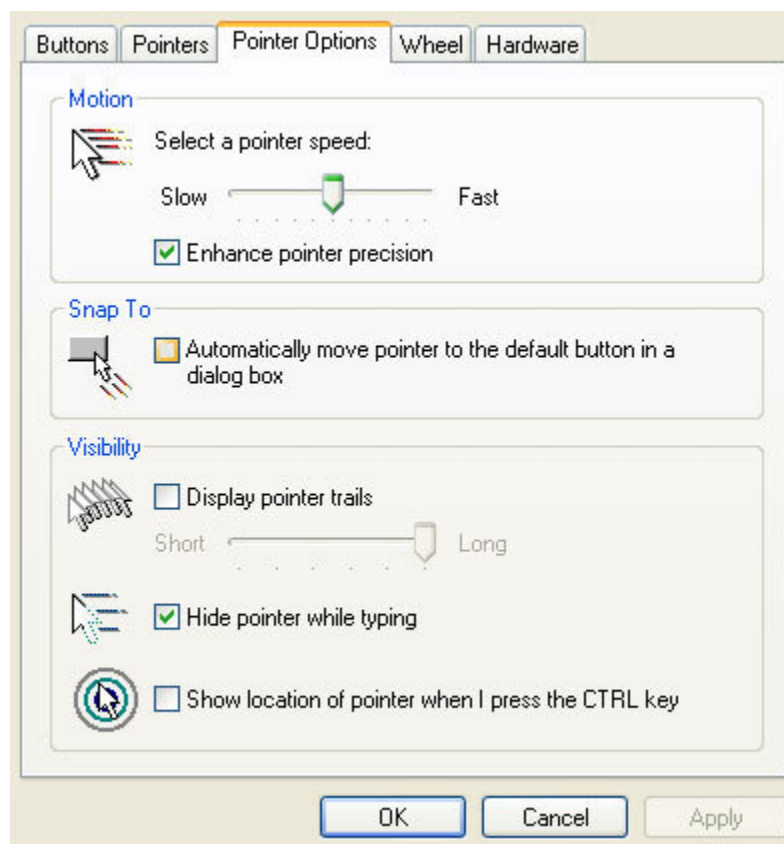 Buttons Pointers Pointer Options Wheel Hardware
Motion
Select a pointer speed:
Slow Fast
Enhance pointer precision
Snap To
Automatically move pointer to the default button in a
dialog box
Visibility
Display pointer trails
Short Long
Hide pointer while typing
Show location of pointer when I press the CTRL key
OK Cancel Apply